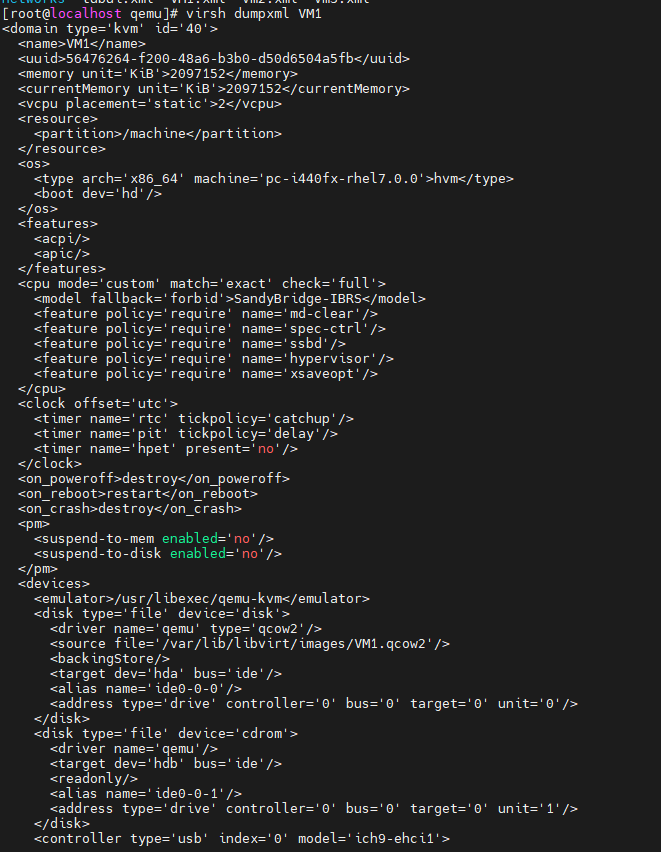 [root@localhost qemu]# virsh dumpxml VM1
<domain type='kvm' id='40'>
  <name>VM1</name>
  <uuid>56476264-f200-48a6-b3b0-d50d6504a5fb</uuid>
  <memory unit='KiB'>2097152</memory>
  <currentMemory unit='KiB'>2097152</currentMemory>
  <vcpu placement='static'>2</vcpu>
  <resource>
    <partition>/machine</partition>
  </resource>
  <os>
    <type arch='x86_64' machine='pc-i440fx-rhel7.0.0'>hvm</type>
    <boot dev='hd'/>
  </os>
  <features>
    <acpi/>
    <apic/>
  </features>
  <cpu mode='custom' match='exact' check='full'>
    <model fallback='forbid'>SandyBridge-IBRS</model>
    <feature policy='require' name='md-clear'/>
    <feature policy='require' name='spec-ctrl'/>
    <feature policy='require' name='ssbd'/>
    <feature policy='require' name='hypervisor'/>
    <feature policy='require' name='xsaveopt'/>
  </cpu>
  <clock offset='utc'>
    <timer name='rtc' tickpolicy='catchup'/>
    <timer name='pit' tickpolicy='delay'/>
    <timer name='hpet' present='no'/>
  </clock>
  <on_poweroff>destroy</on_poweroff>
  <on_reboot>restart</on_reboot>
  <on_crash>destroy</on_crash>
  <pm>
    <suspend-to-mem enabled='no'/>
    <suspend-to-disk enabled='no'/>
  </pm>
  <devices>
    <emulator>/usr/libexec/qemu-kvm</emulator>
    <disk type='file' device='disk'>
      <driver name='qemu' type='qcow2'/>
      <source file='/var/lib/libvirt/images/VM1.qcow2'/>
      <backingStore/>
      <target dev='hda' bus='ide'/>
      <alias name='ide0-0-0'/>
      <address type='drive' controller='0' bus='0' target='0' unit='0'/>
    </disk>
    <disk type='file' device='cdrom'>
      <driver name='qemu'/>
      <target dev='hdb' bus='ide'/>
      <readonly/>
      <alias name='ide0-0-1'/>
      <address type='drive' controller='0' bus='0' target='0' unit='1'/>
    </disk>
    <controller type='usb' index='0' model='ich9-ehci1'>